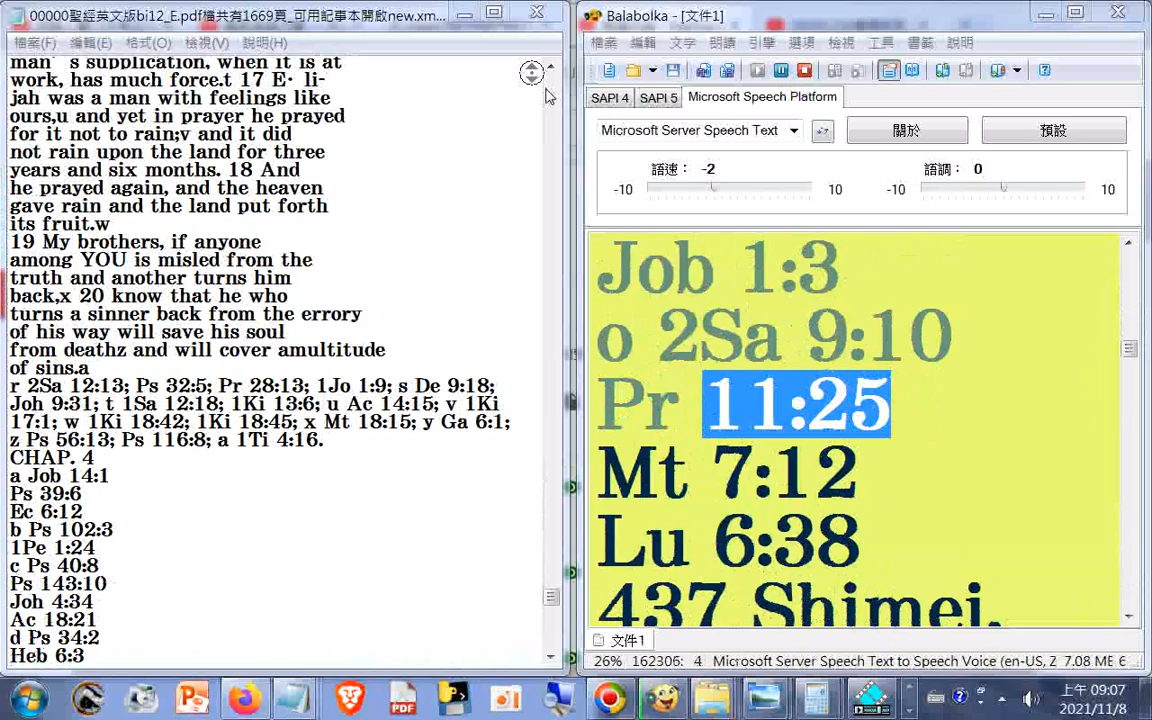 00000聖經英文版bi12_E.pdf檔共有1669頁_可用記事本開啟new.xm...
檔案(F) 編輯(E) 格式(O) 檢視(V) 說明(H)
man's supplication, when it is at
work, has much force.t 17 E· li-
jah was a man with feelings like
ours,u and yet in prayer he prayed
for it not to rain;v and it did
not rain upon the land for three
years and six months. 18 And
he prayed again, and the heaven
gave rain and the land put forth
its fruit.w
19 My brothers, if anyone
among YOU is misled from the
truth and another turns him
back,x 20 know that he who
turns a sinner back from the errory
of his way will save his soul
from deathz and will cover amultitude
of sins.a
r 2Sa 12:13; Ps 32:5; Pr 28:13; 1Jo 1:9; s De 9:18;
Joh 9:31; t 1Sa 12:18; 1Ki 13:6; u Ac 14:15; v 1Ki
17:1; w 1Ki 18:42; 1Ki 18:45; x Mt 18:15; y Ga 6:1;
z Ps 56:13; Ps 116:8; a 1Ti 4:16.
CHAP. 4
a Job 14:1
Ps 39:6
Ec 6:12
b Ps 102:3
1Pe 1:24
c Ps 40:8
Ps 143:10
Joh 4:34
Ac 18:21
d Ps 34:2
Heb 6:3
Balabolka - [文件1]
檔案 編輯 文字 朗讀 引擎 選項 檢視 工具 書籤 說明
SAPI 4 SAPI 5 Microsoft Speech Platform
Microsoft Server Speech Text 關於 預設
語速: -2 語調: 0
-10 10 -10 10
Job 1:3
o 2Sa 9:10
Pr 11:25
Mt 7:12
Lu 6:38
437 Shimei.
文件1
26% 162306: 4 Microsoft Server Speech Text to Speech Voice (en-US, Z 7.08 MB 6
PDF
上午 09:07
2021/11/8